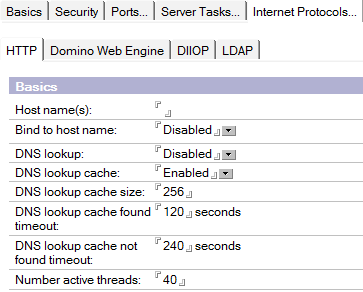 Basics Security Ports... Server Tasks... Internet Protocols...
HTTP Domino Web Engine DIIOP LDAP
Basics
Host name(s):
Bind to host name: Disabled
DNS lookup: Disabled
DNS lookup cache: Enabled
DNS lookup cache size: 256
DNS lookup cache found 120 seconds
timeout:
DNS lookup cache not 240 seconds
found timeout:
Number active threads: 40